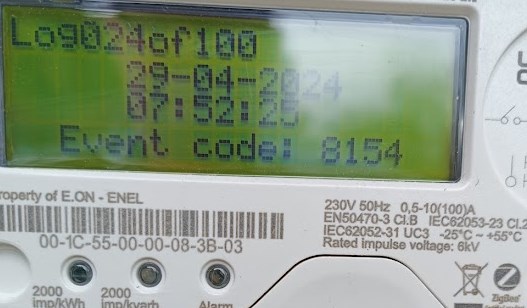 Log024of100
29-04-2024
07:52:25
Event code: 8154
roperty of E.ON - ENEL
00-1C-55-00-00-08-3B-03
230V 50Hz 0,5-10(100)A
EN50470-3 Cl.B IEC62053-23 Cl.2
IEC62052-31 UC3 -25°C ~ +55°C
Rated impulse voltage: 6kV
2000
imp/kWh
2000
imp/kvarh
Alarm
ZigBee